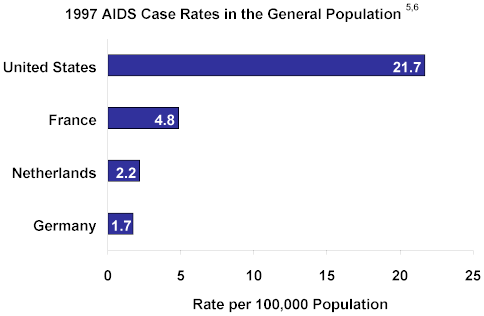 1997 AIDS Case Rates in the General Population 5,6
United States 21.7
France 4.8
Netherlands 2.2
Germany 1.7
0 5 10 15 20 25
Rate per 100,000 Population